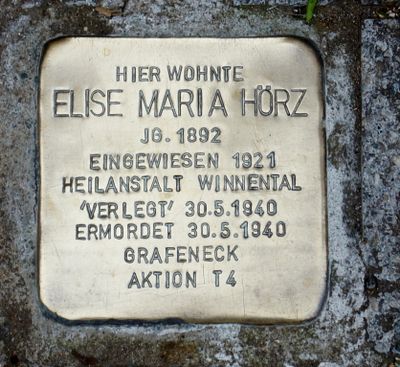 HIER WOHNTE
ELISE MARIA HÖRZ
JG. 1892
EINGEWIESEN 1921
HEILANSTALT WINNENTAL
'VERLEGT' 30.5.1940
ERMORDET 30.5.1940
GRAFENECK
AKTION T4